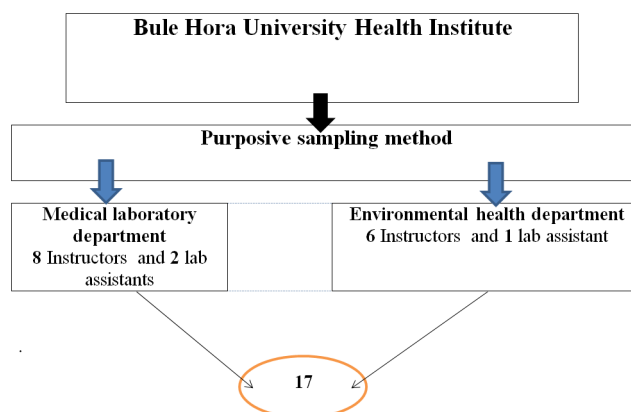 Bule Hora University Health Institute
Purposive sampling method
Medical laboratory
department
8 Instructors and 2 lab
assistants
Environmental health department
6 Instructors and 1 lab assistant
.
17